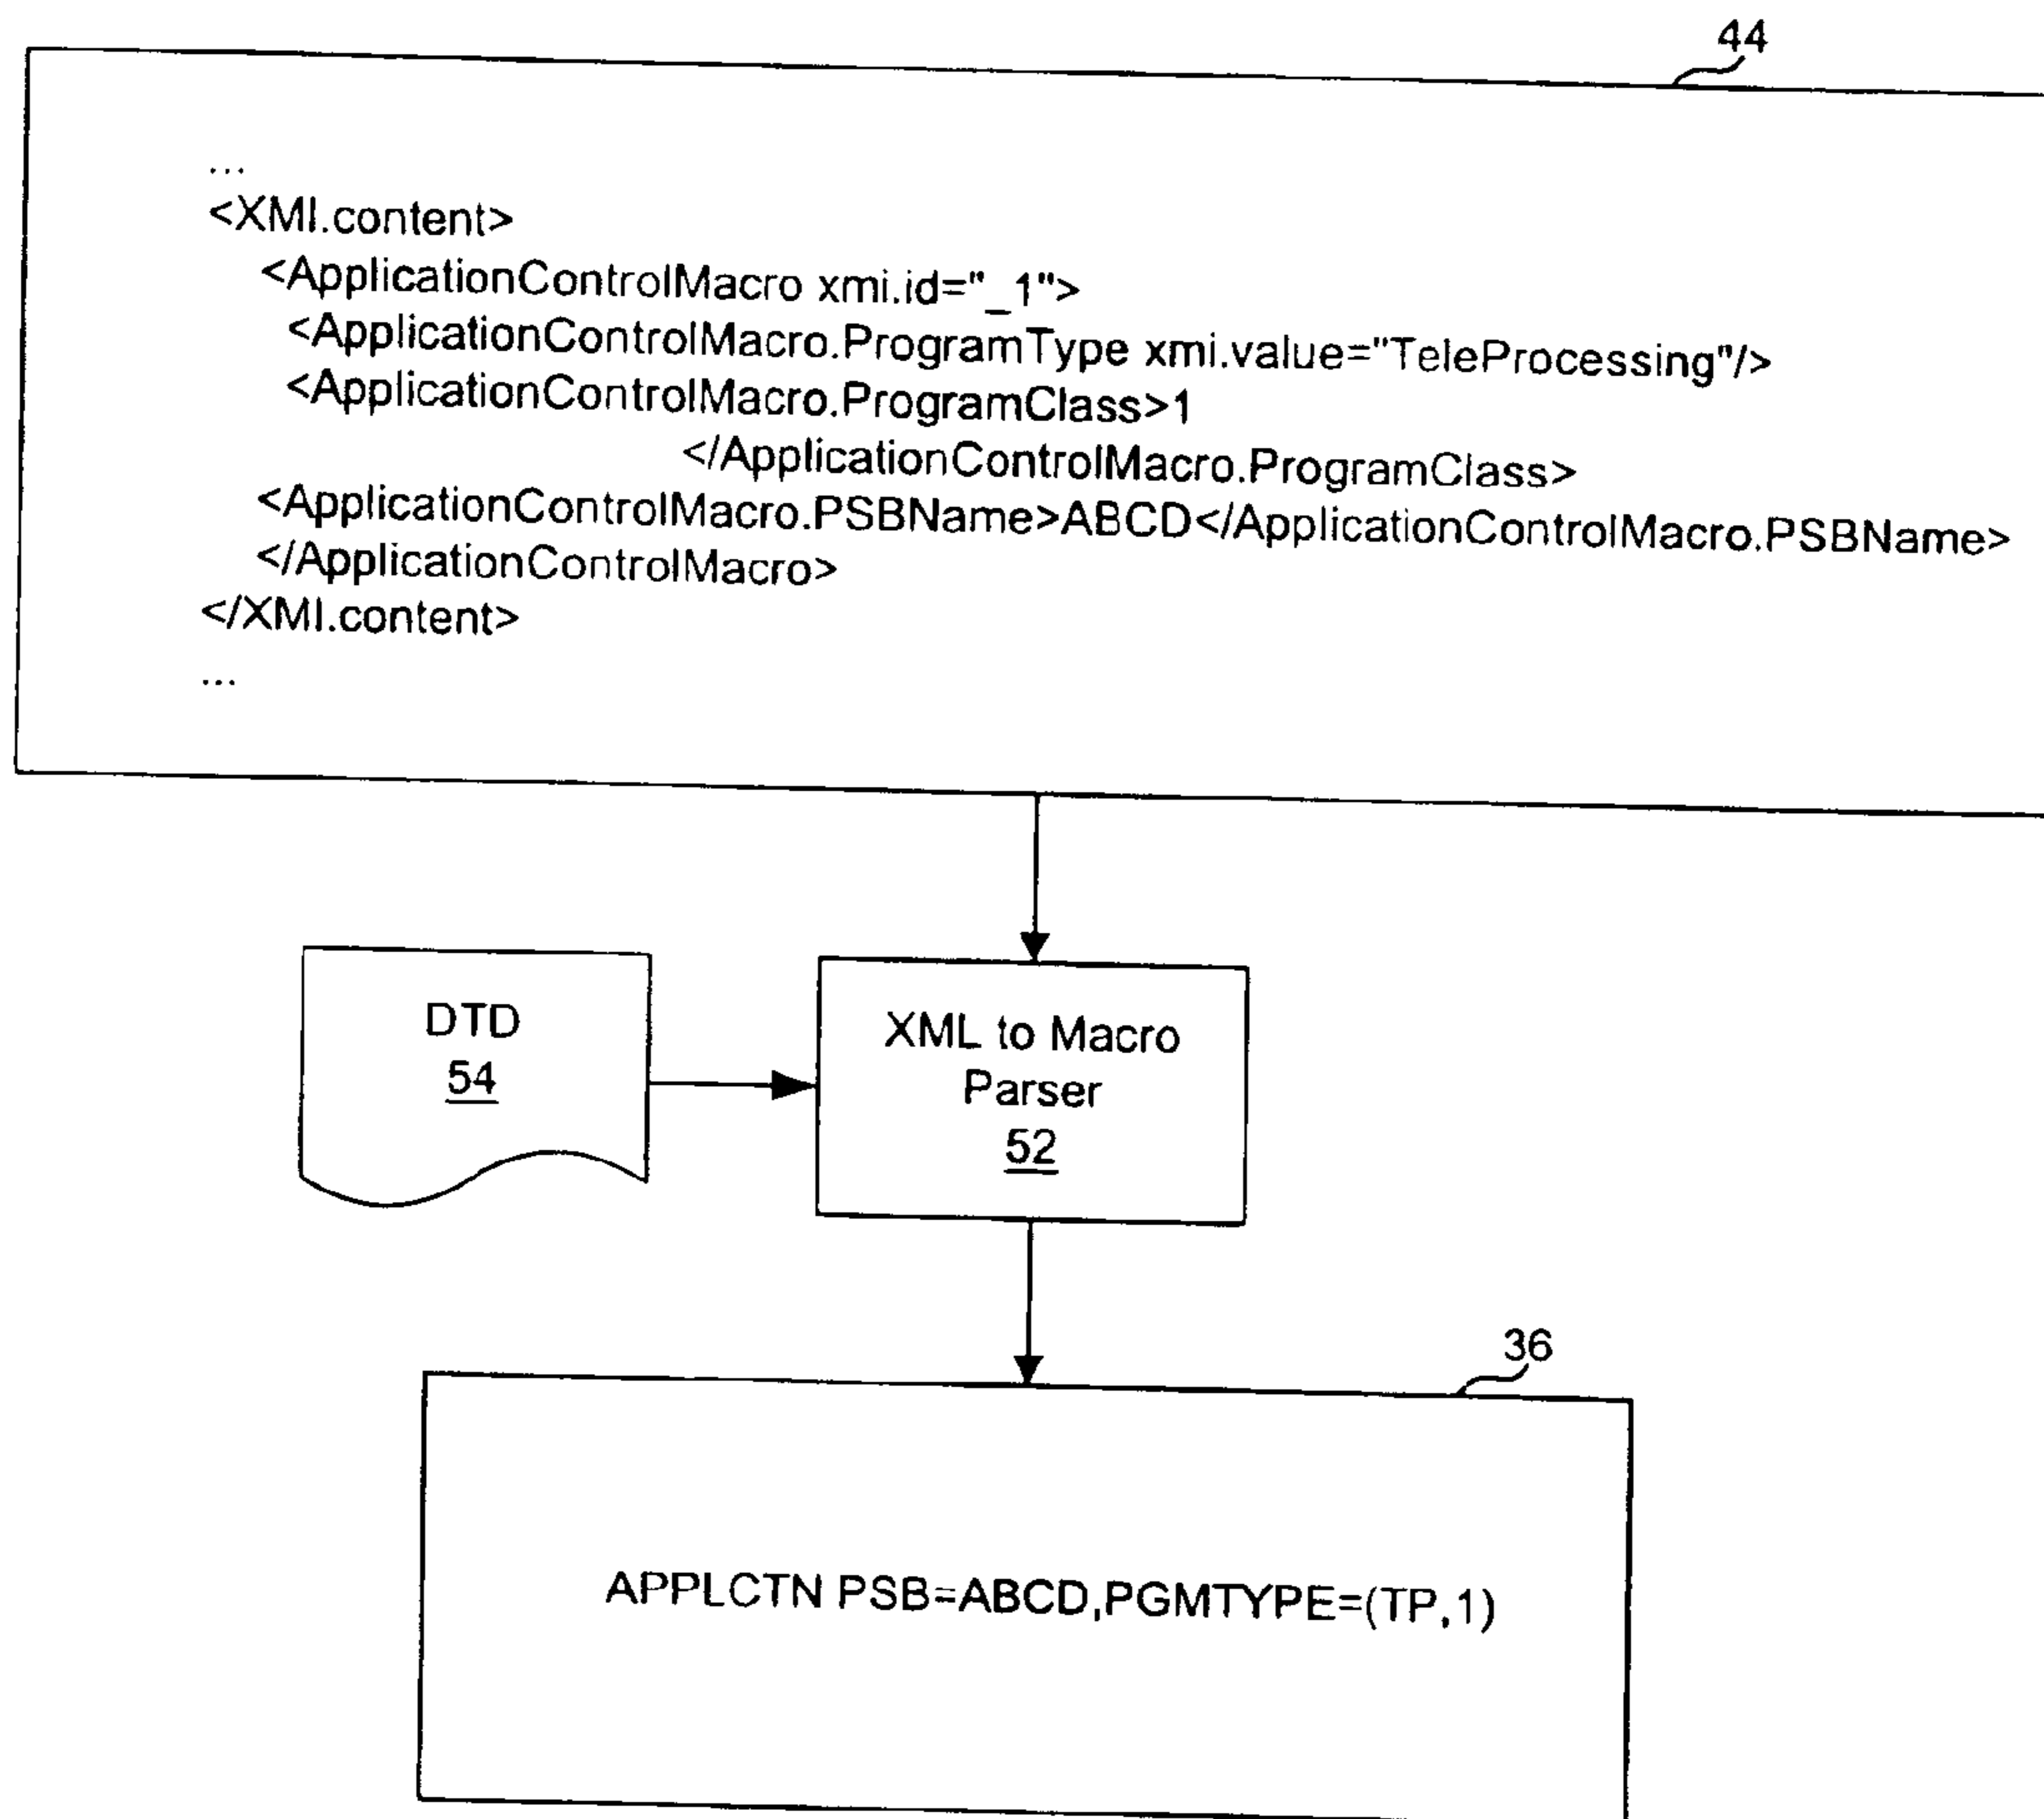 44
...
<XMI.content>
<ApplicationControlMacro xmi.id="_1">
<ApplicationControlMacro.ProgramType xmi.value="TeleProcessing"/>
<ApplicationControlMacro.ProgramClass>1
</ApplicationControlMacro.ProgramClass>
<ApplicationControlMacro.PSBName>ABCD</ApplicationControlMacro.PSBName>
</ApplicationControlMacro>
</XMI.content>
...
DTD
54
XML to Macro
Parser
52
36
APPLCTN PSB=ABCD,PGMTYPE=(TP,1)